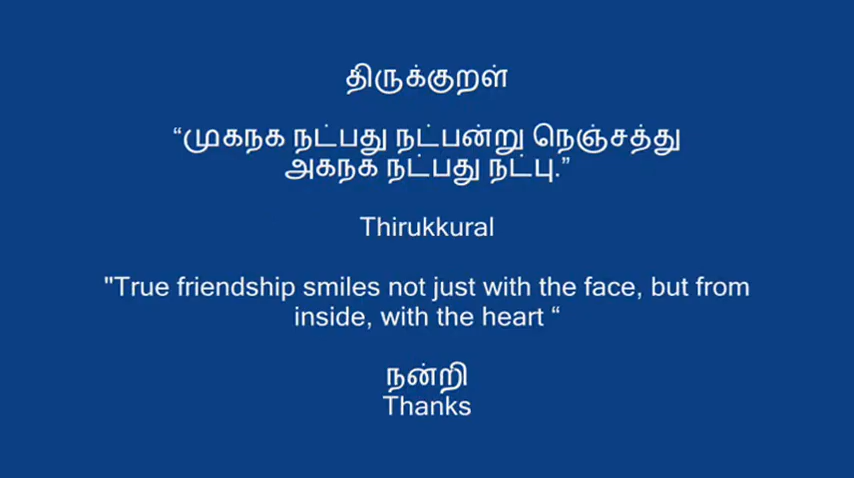 திருக்குறள்
“முகநக நட்பது நட்பன்று நெஞ்சத்து
அகநக நட்பது நட்பு.”
Thirukkural
"True friendship smiles not just with the face, but from
inside, with the heart “
நன்றி
Thanks